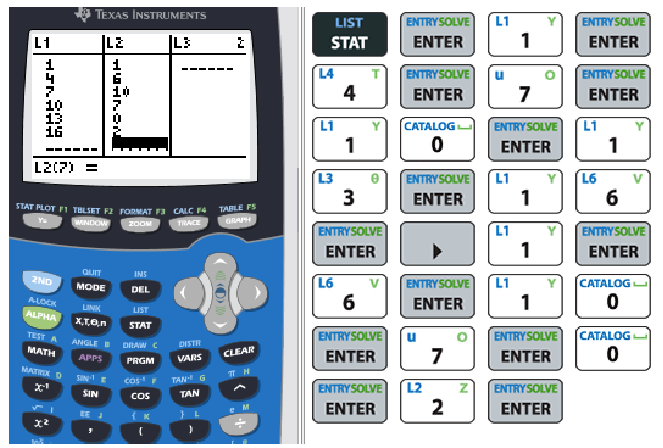 TEXAS INSTRUMENTS
L1 L2 L3 2
1 1 ------
4 6
7 10
10 7
13 0
16 2
------
L2(7) =
STAT PLOT F1 TBLSET F2 FORMAT F3 CALC F4 TABLE F5
Y= WINDOW ZOOM TRACE GRAPH
QUIT INS
2ND MODE DEL
A-LOCK LINK LIST
ALPHA X,T,θ,n STAT
TEST A ANGLE B DRAW C DISTR
MATH APPS PRGM VARS CLEAR
MATRIX D SIN-1 E COS-1 F TAN-1 G π H
x-1 SIN COS TAN ^
√ I EE J { K } L e M
x2 , ( ) ÷
LIST ENTRY SOLVE L1 Y ENTRY SOLVE
STAT ENTER 1 ENTER
L4 T ENTRY SOLVE u O ENTRY SOLVE
4 ENTER 7 ENTER
L1 Y CATALOG ENTRY SOLVE L1 Y
1 0 ENTER 1
L3 θ ENTRY SOLVE L1 Y L6 V
3 ENTER 1 6
ENTRY SOLVE L1 Y ENTRY SOLVE
ENTER 1 ENTER
L6 V ENTRY SOLVE L1 Y CATALOG
6 ENTER 1 0
ENTRY SOLVE u O ENTRY SOLVE CATALOG
ENTER 7 ENTER 0
ENTRY SOLVE L2 Z ENTRY SOLVE
ENTER 2 ENTER